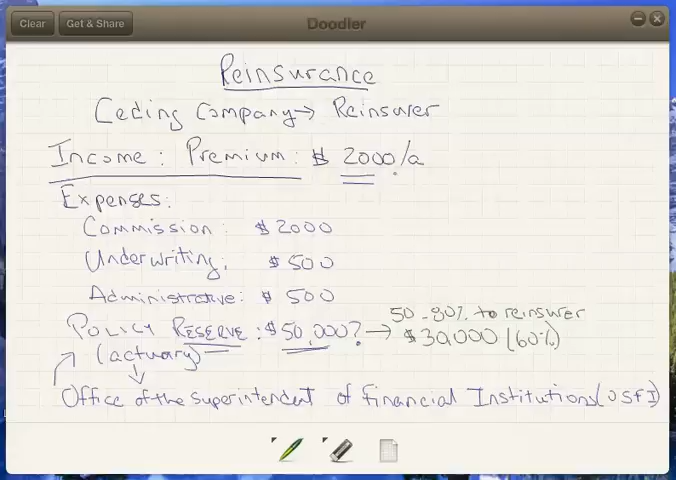 Clear
Get & Share
Doodler
Reinsurance
Ceding Company → Reinsurer
Income: Premium: $ 2000/a
Expenses:
Commission: $ 2000
Underwriting: $ 500
Administrative: $ 500
50-80% to reinsurer
Policy RESERVE: $50,000? → $30,000 (60%)
(actuary)
Office of the superintendent of Financial Institutions (OSFI)